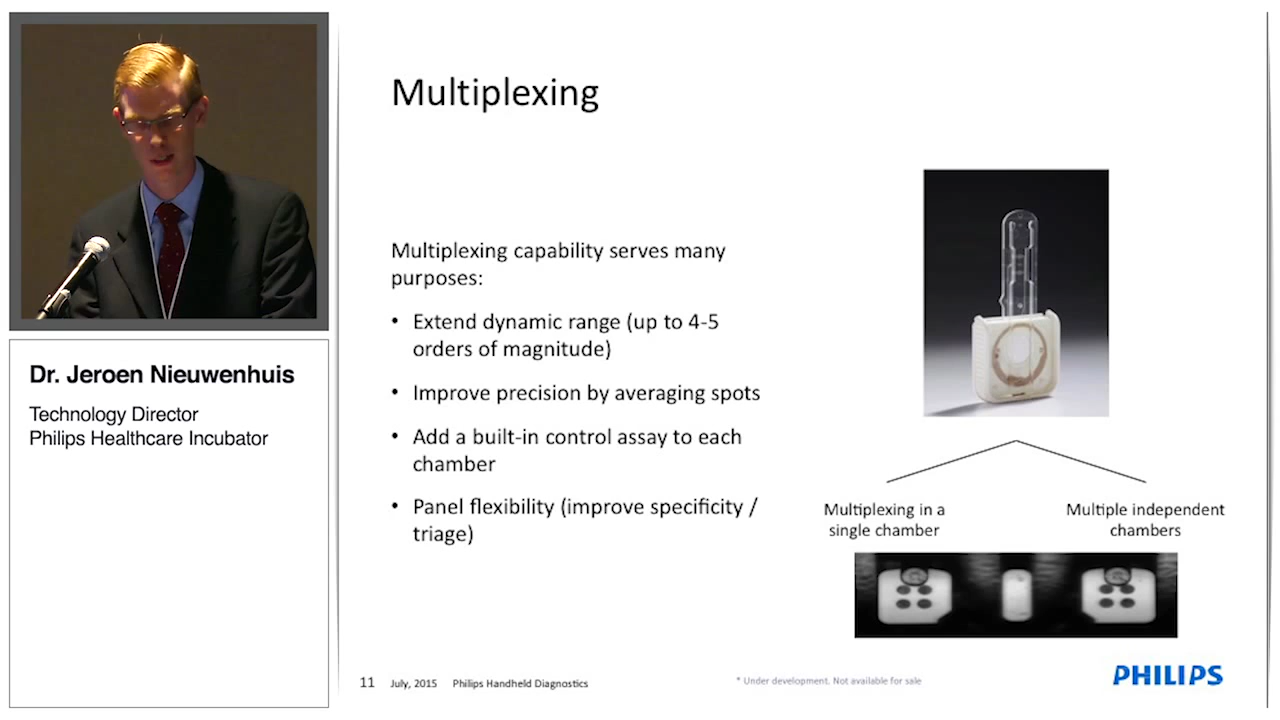 Dr. Jeroen Nieuwenhuis
Technology Director
Philips Healthcare Incubator
Multiplexing
Multiplexing capability serves many
purposes:
• Extend dynamic range (up to 4-5
orders of magnitude)
• Improve precision by averaging spots
• Add a built-in control assay to each
chamber
• Panel flexibility (improve specificity /
triage)
Multiplexing in a
single chamber
Multiple independent
chambers
11 July, 2015 Philips Handheld Diagnostics
* Under development. Not available for sale
PHILIPS